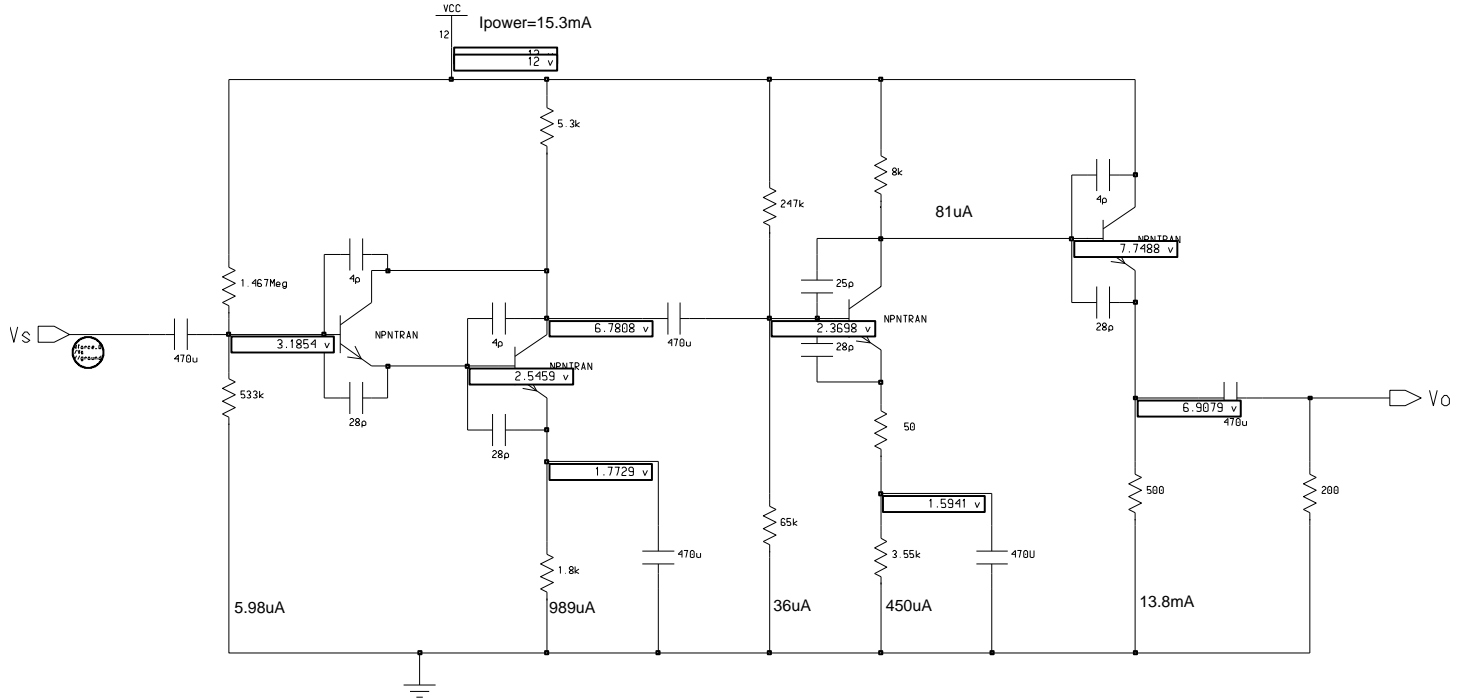 VCC
Ipower=15.3mA
12
12 v
5.3k
8k
4p
247k
81uA
NPNTRAN
7.7488 v
4p
1.467Meg
25p
28p
Vs
470u
3.1854 v
NPNTRAN
4p
6.7808 v
470u
2.3698 v
NPNTRAN
28p
NPNTRAN
2.5459 v
533k
28p
6.9079 v
470u
Vo
50
28p
1.7729 v
1.5941 v
500
200
65k
1.8k
470u
3.55k
470U
5.98uA
989uA
36uA
450uA
13.8mA